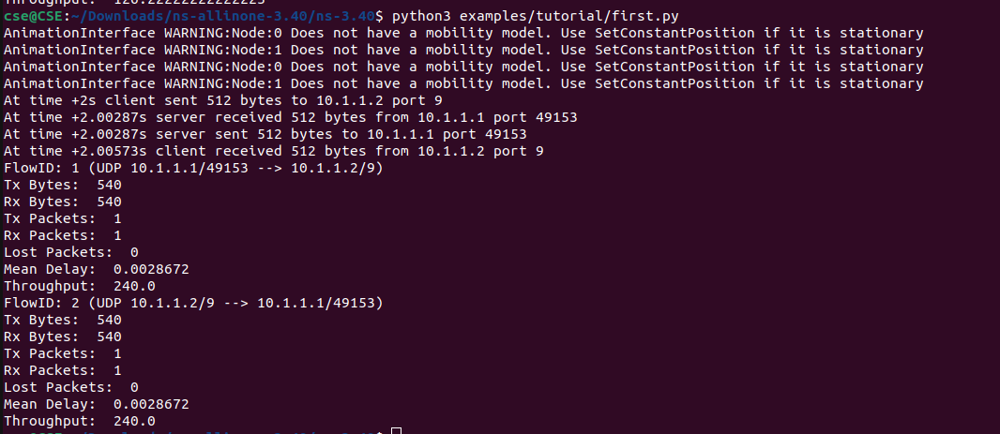 cse@CSE:~/Downloads/ns-allinone-3.40/ns-3.40$ python3 examples/tutorial/first.py
AnimationInterface WARNING:Node:0 Does not have a mobility model. Use SetConstantPosition if it is stationary
AnimationInterface WARNING:Node:1 Does not have a mobility model. Use SetConstantPosition if it is stationary
AnimationInterface WARNING:Node:0 Does not have a mobility model. Use SetConstantPosition if it is stationary
AnimationInterface WARNING:Node:1 Does not have a mobility model. Use SetConstantPosition if it is stationary
At time +2s client sent 512 bytes to 10.1.1.2 port 9
At time +2.00287s server received 512 bytes from 10.1.1.1 port 49153
At time +2.00287s server sent 512 bytes to 10.1.1.1 port 49153
At time +2.00573s client received 512 bytes from 10.1.1.2 port 9
FlowID: 1 (UDP 10.1.1.1/49153 --> 10.1.1.2/9)
Tx Bytes:  540
Rx Bytes:  540
Tx Packets:  1
Rx Packets:  1
Lost Packets:  0
Mean Delay:  0.0028672
Throughput:  240.0
FlowID: 2 (UDP 10.1.1.2/9 --> 10.1.1.1/49153)
Tx Bytes:  540
Rx Bytes:  540
Tx Packets:  1
Rx Packets:  1
Lost Packets:  0
Mean Delay:  0.0028672
Throughput:  240.0